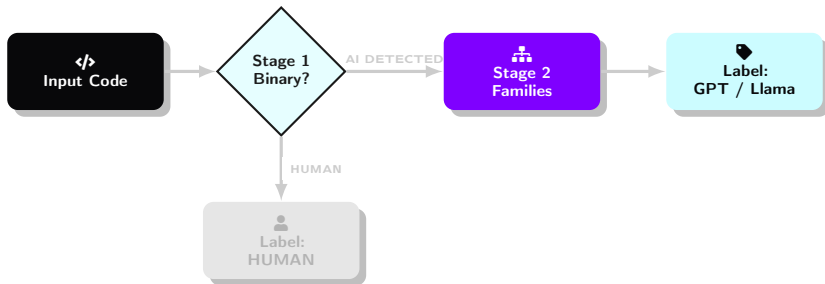 Input Code
Stage 1
Binary?
AI DETECTED
Stage 2
Families
Label:
GPT / Llama
HUMAN
Label:
HUMAN